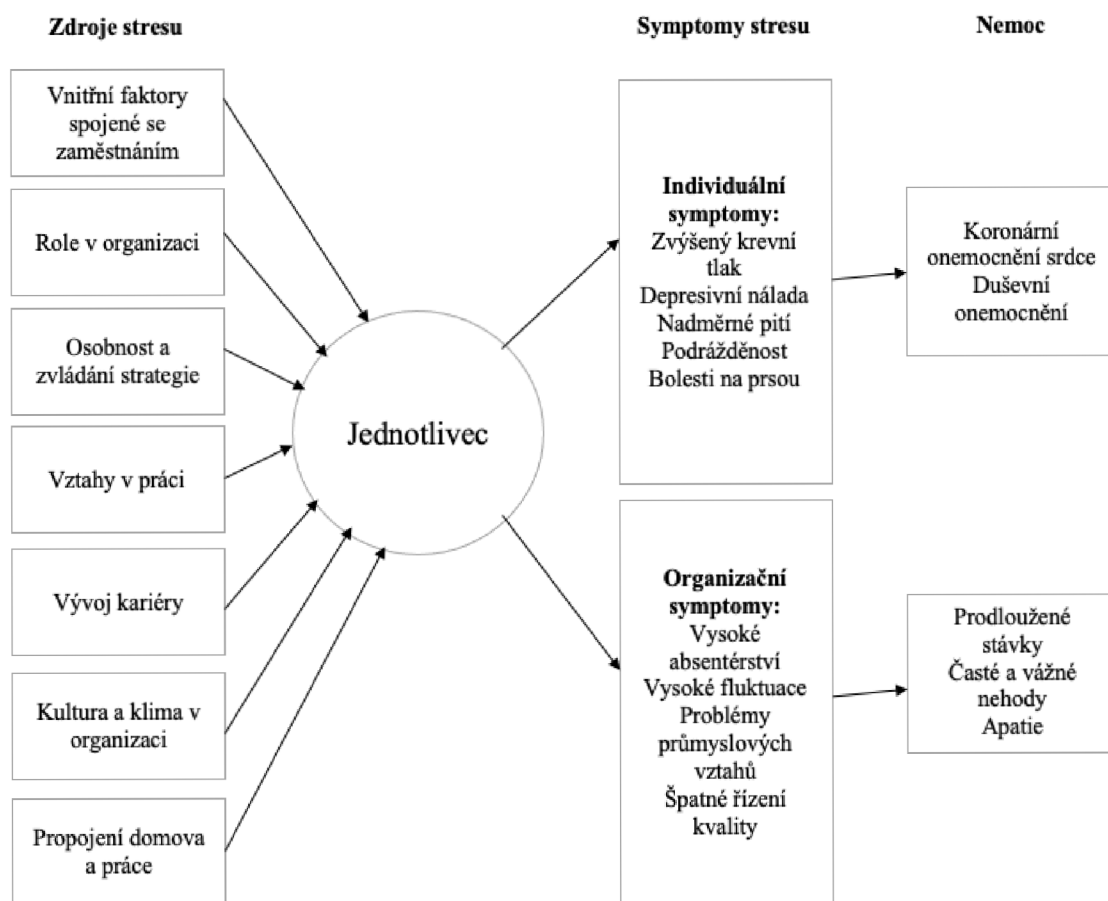 Zdroje stresu
Symptomy stresu
Nemoc
Vnitřní faktory
spojené se
zaměstnáním
Role v organizaci
Osobnost a
zvládání strategie
Vztahy v práci
Vývoj kariéry
Kultura a klima v
organizaci
Propojení domova
a práce
Jednotlivec
Individuální
symptomy:
Zvýšený krevní
tlak
Depresivní nálada
Nadměrné pití
Podrážděnost
Bolesti na prsou
Organizační
symptomy:
Vysoké
absentérství
Vysoké fluktuace
Problémy
průmyslových
vztahů
Špatné řízení
kvality
Koronární
onemocnění srdce
Duševní
onemocnění
Prodloužené
stávky
Časté a vážné
nehody
Apatie